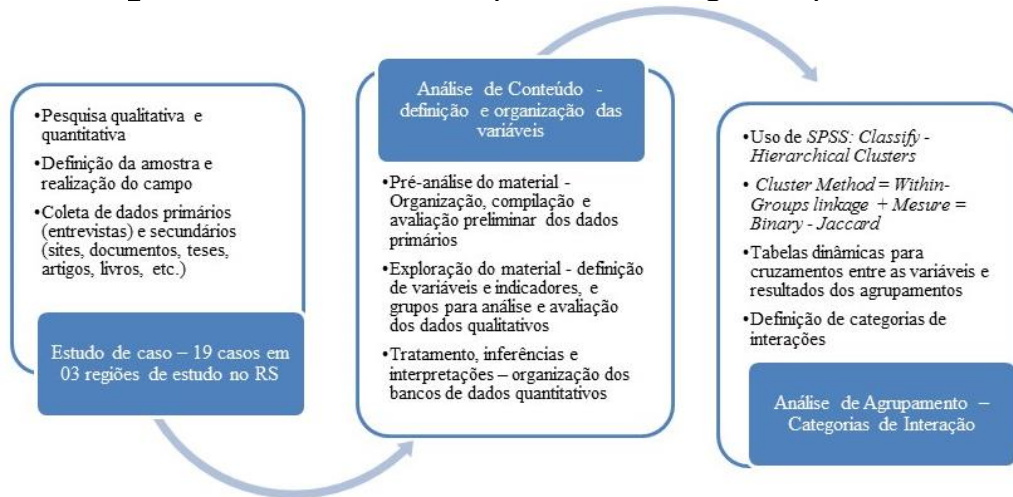 •Pesquisa qualitativa e
quantitativa
•Definição da amostra e
realização do campo
•Coleta de dados primários
(entrevistas) e secundários
(sites, documentos, teses,
artigos, livros, etc.)
Estudo de caso – 19 casos em
03 regiões de estudo no RS
Análise de Conteúdo -
definição e organização das
variáveis
•Pré-análise do material -
Organização, compilação e
avaliação preliminar dos dados
primários
•Exploração do material - definição
de variáveis e indicadores, e
grupos para análise e avaliação
dos dados qualitativos
•Tratamento, inferências e
interpretações – organização dos
bancos de dados quantitativos
•Uso de SPSS: Classify -
Hierarchical Clusters
• Cluster Method = Within-
Groups linkage + Mesure =
Binary - Jaccard
•Tabelas dinâmicas para
cruzamentos entre as variáveis e
resultados dos agrupamentos
•Definição de categorias de
interações
Análise de Agrupamento –
Categorias de Interação